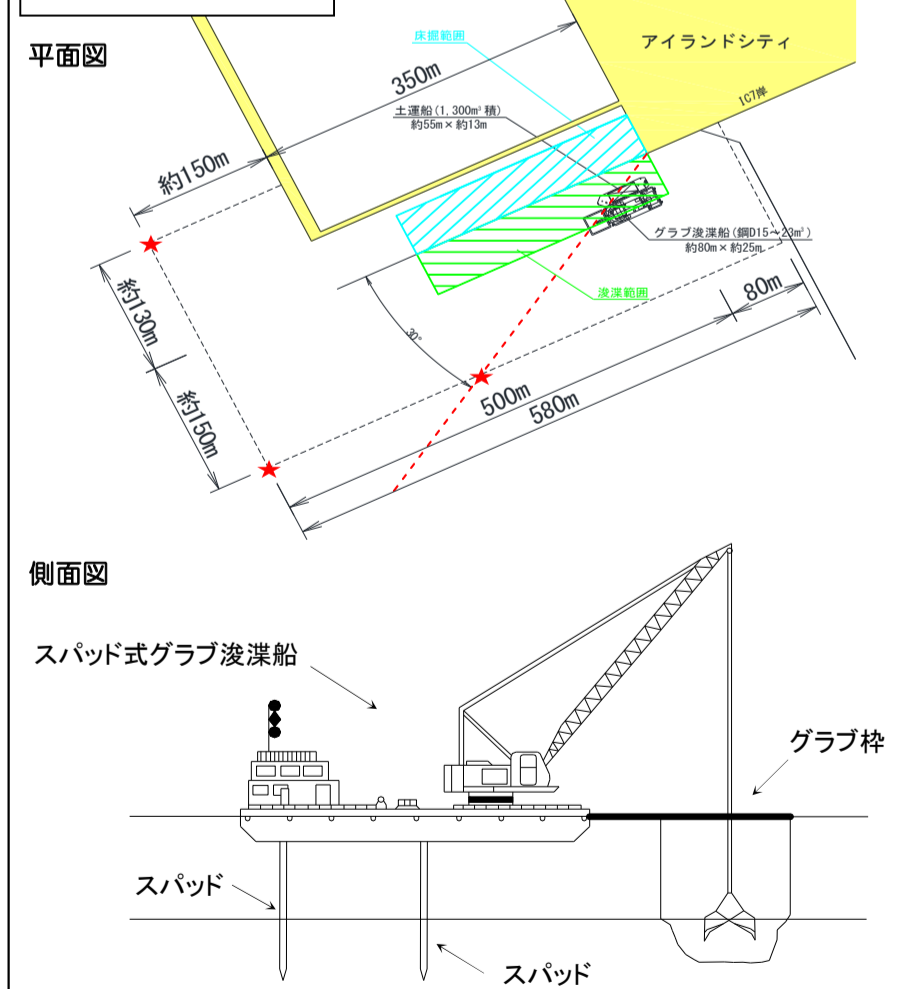 平面図
床掘範囲
アイランドシティ
350m
IC7岸
土運船(1,300m³積)
約55m×約13m
約150m
グラブ浚渫船(鋼D15～23m³)
約80m×約25m
約130m
浚渫範囲
80m
30°
約150m
500m
580m
側面図
スパッド式グラブ浚渫船
グラブ枠
スパッド
スパッド